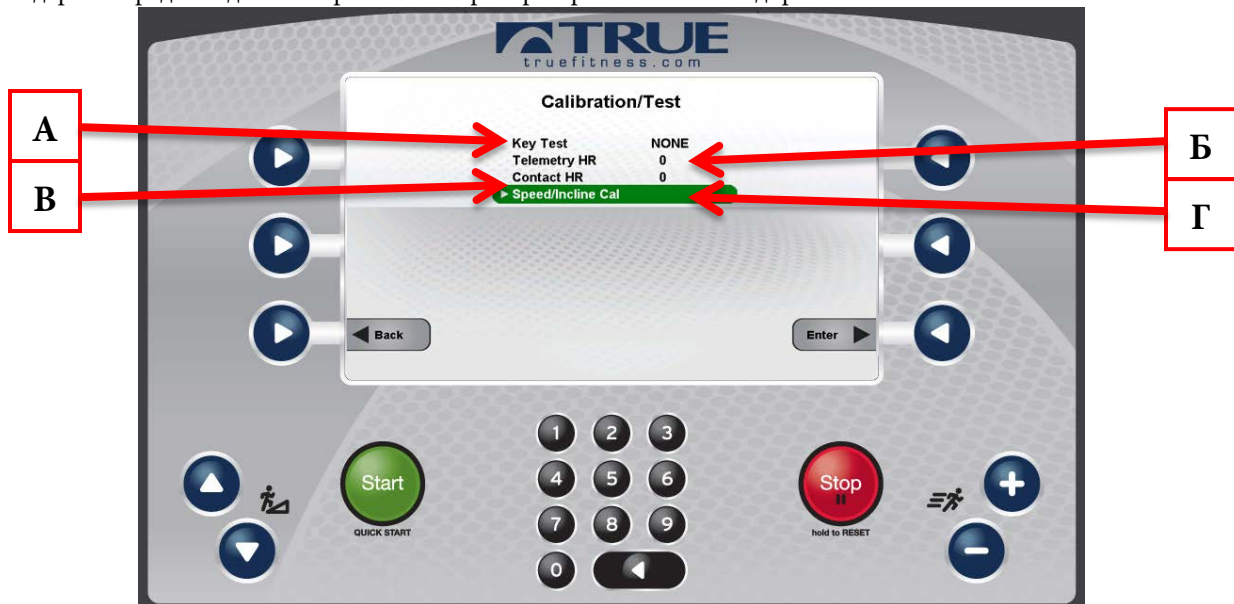 TRUE
truefitness.com
Calibration/Test
А
Key Test NONE
Б
Telemetry HR 0
В
Contact HR 0
Г
Speed/Incline Cal
Back
Enter
1 2 3
Start
4 5 6
Stop
QUICK START
7 8 9
hold to RESET
0